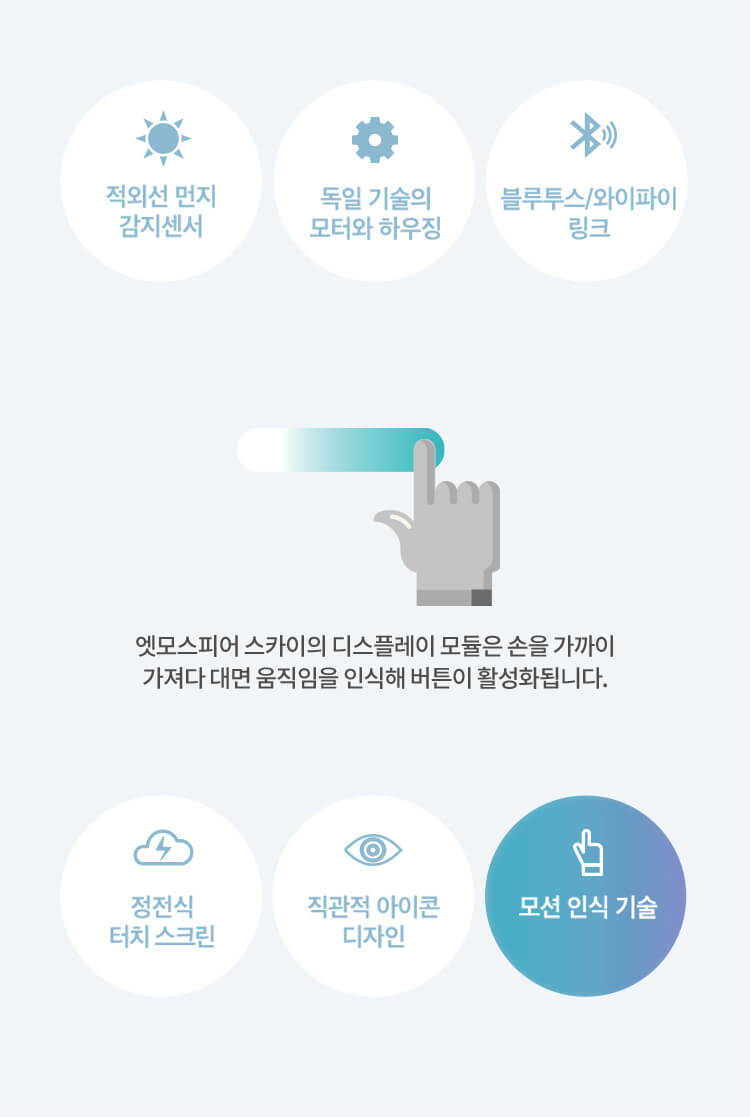 적외선 먼지
감지센서
독일 기술의
모터와 하우징
블루투스/와이파이
링크
엣모스피어 스카이의 디스플레이 모듈은 손을 가까이
가져다 대면 움직임을 인식해 버튼이 활성화됩니다.
정전식
터치 스크린
직관적 아이콘
디자인
모션 인식 기술